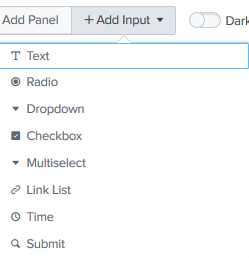 Add Panel
+ Add Input
Dark
Text
Radio
Dropdown
Checkbox
Multiselect
Link List
Time
Submit